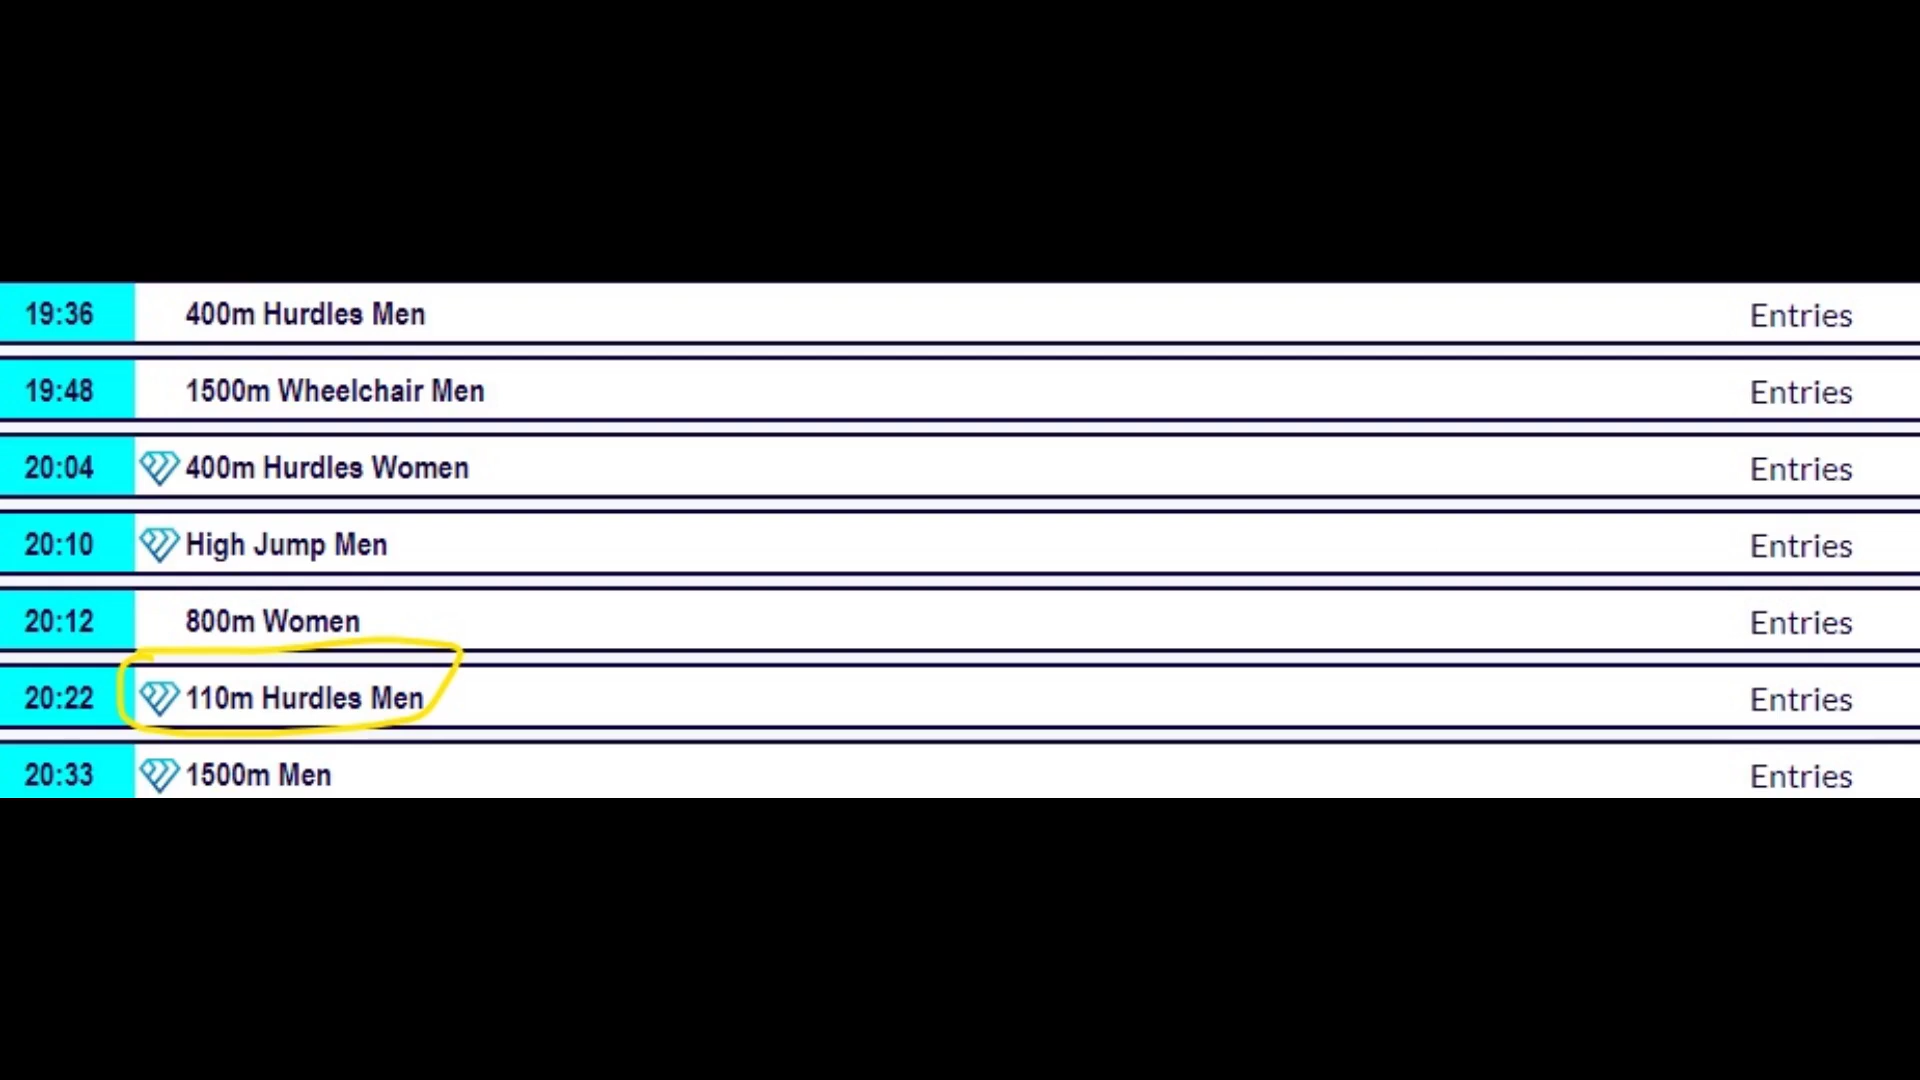 19:36 400m Hurdles Men Entries
19:48 1500m Wheelchair Men Entries
20:04 400m Hurdles Women Entries
20:10 High Jump Men Entries
20:12 800m Women Entries
20:22 110m Hurdles Men Entries
20:33 1500m Men Entries